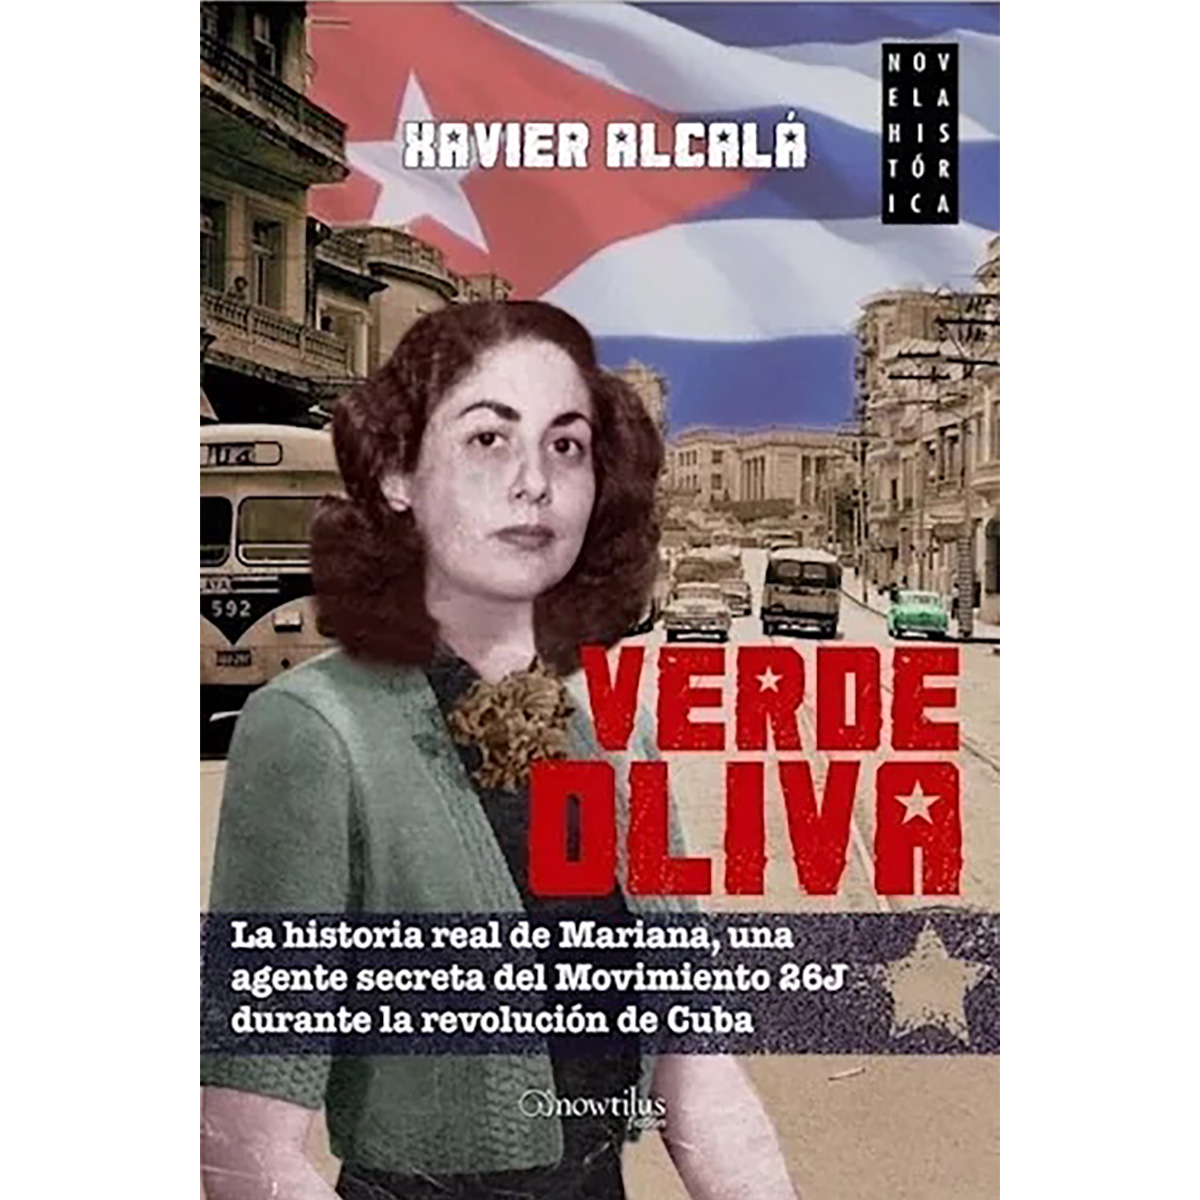 XAVIER ALCALÁ
NOV
ELA
HIS
TÓR
ICA
592
VERDE
OLIVA
La historia real de Mariana, una
agente secreta del Movimiento 26J
durante la revolución de Cuba
nowtilus